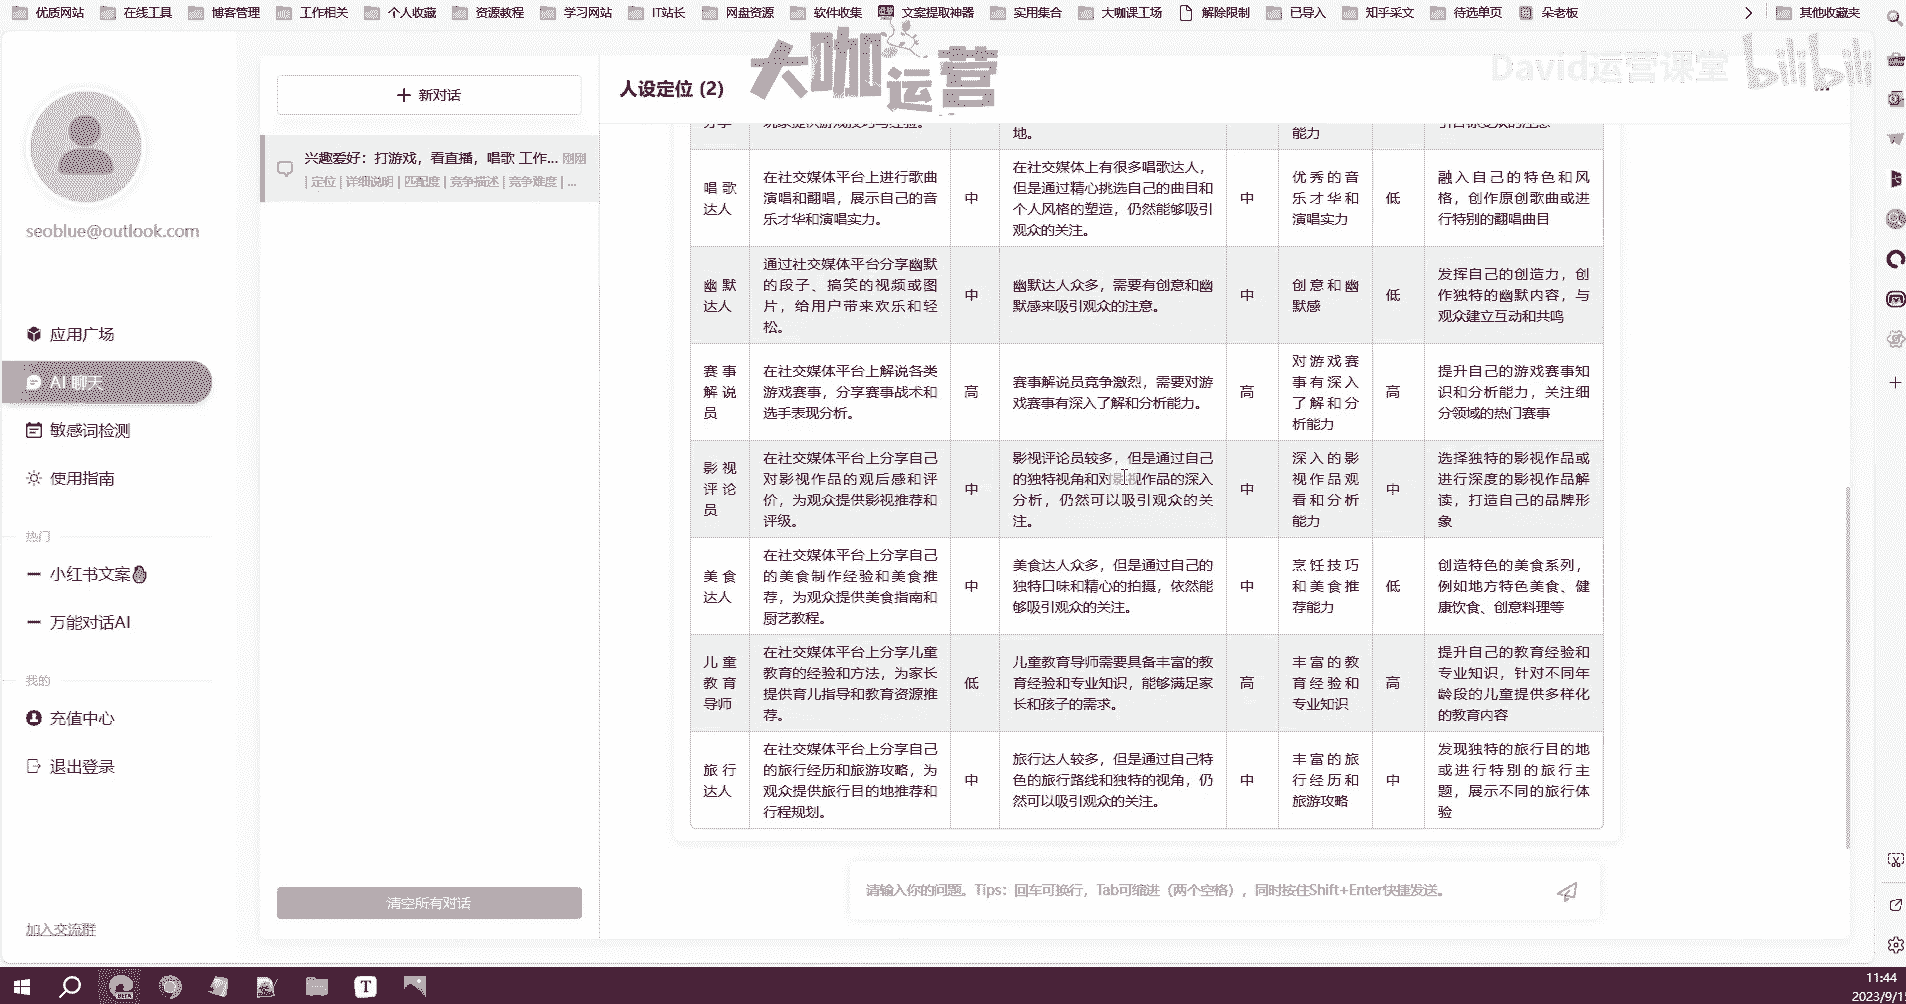 优质网站 在线工具 博客管理 工作相关 个人收藏 资源教程 学习网站 IT站长 网盘资源 软件收集 文案提取神器 实用集合 大咖课工场 解除限制 已导入 知乎采文 待选单页 朵老板 其他收藏夹
大咖运营
David运营课堂 bilibili
seoblue@outlook.com
应用广场
AI 聊天
敏感词检测
使用指南
热门
小红书文案
万能对话AI
我的
充值中心
退出登录
加入交流群
+ 新对话
兴趣爱好：打游戏，看直播，唱歌 工作... 刚刚
| 定位 | 详细说明 | 匹配度 | 竞争描述 | 竞争难度 | ...
清空所有对话
人设定位 (2)
地。
能力
唱歌
达人
在社交媒体平台上进行歌曲
演唱和翻唱，展示自己的音
乐才华和演唱实力。
中
在社交媒体上有很多唱歌达人，
但是通过精心挑选自己的曲目和
个人风格的塑造，仍然能够吸引
观众的关注。
中
优秀的音
乐才华和
演唱实力
低
融入自己的特色和风
格，创作原创歌曲或进
行特别的翻唱曲目
幽默
达人
通过社交媒体平台分享幽默
的段子、搞笑的视频或图
片，给用户带来欢乐和轻
松。
中
幽默达人众多，需要有创意和幽
默感来吸引观众的注意。
中
创意和幽
默感
低
发挥自己的创造力，创
作独特的幽默内容，与
观众建立互动和共鸣
赛事
解说
员
在社交媒体平台上解说各类
游戏赛事，分享赛事战术和
选手表现分析。
高
赛事解说员竞争激烈，需要对游
戏赛事有深入了解和分析能力。
高
对游戏赛
事有深入
了解和分
析能力
高
提升自己的游戏赛事知
识和分析能力，关注细
分领域的热门赛事
影视
评论
员
在社交媒体平台上分享自己
对影视作品的观后感和评
价，为观众提供影视推荐和
评级。
中
影视评论员较多，但是通过自己
的独特视角和对影视作品的深入
分析，仍然可以吸引观众的关
注。
中
深入的影
视作品观
看和分析
能力
中
选择独特的影视作品或
进行深度的影视作品解
读，打造自己的品牌形
象
美食
达人
在社交媒体平台上分享自己
的美食制作经验和美食推
荐，为观众提供美食指南和
厨艺教程。
中
美食达人众多，但是通过自己的
独特口味和精心的拍摄，依然能
够吸引观众的关注。
中
烹饪技巧
和美食推
荐能力
低
创造特色的美食系列，
例如地方特色美食、健
康饮食、创意料理等
儿童
教育
导师
在社交媒体平台上分享儿童
教育的经验和方法，为家长
提供育儿指导和教育资源推
荐。
低
儿童教育导师需要具备丰富的教
育经验和专业知识，能够满足家
长和孩子的需求。
高
丰富的教
育经验和
专业知识
高
提升自己的教育经验和
专业知识，针对不同年
龄段的儿童提供多样化
的教育内容
旅行
达人
在社交媒体平台上分享自己
的旅行经历和旅游攻略，为
观众提供旅行目的地推荐和
行程规划。
中
旅行达人较多，但是通过自己特
色的旅行路线和独特的视角，仍
然可以吸引观众的关注。
中
丰富的旅
行经历和
旅游攻略
中
发现独特的旅行目的地
或进行特别的旅行主
题，展示不同的旅行体
验
请输入你的问题。Tips：回车可换行，Tab可缩进（两个空格），同时按住Shift+Enter快捷发送。
11:44